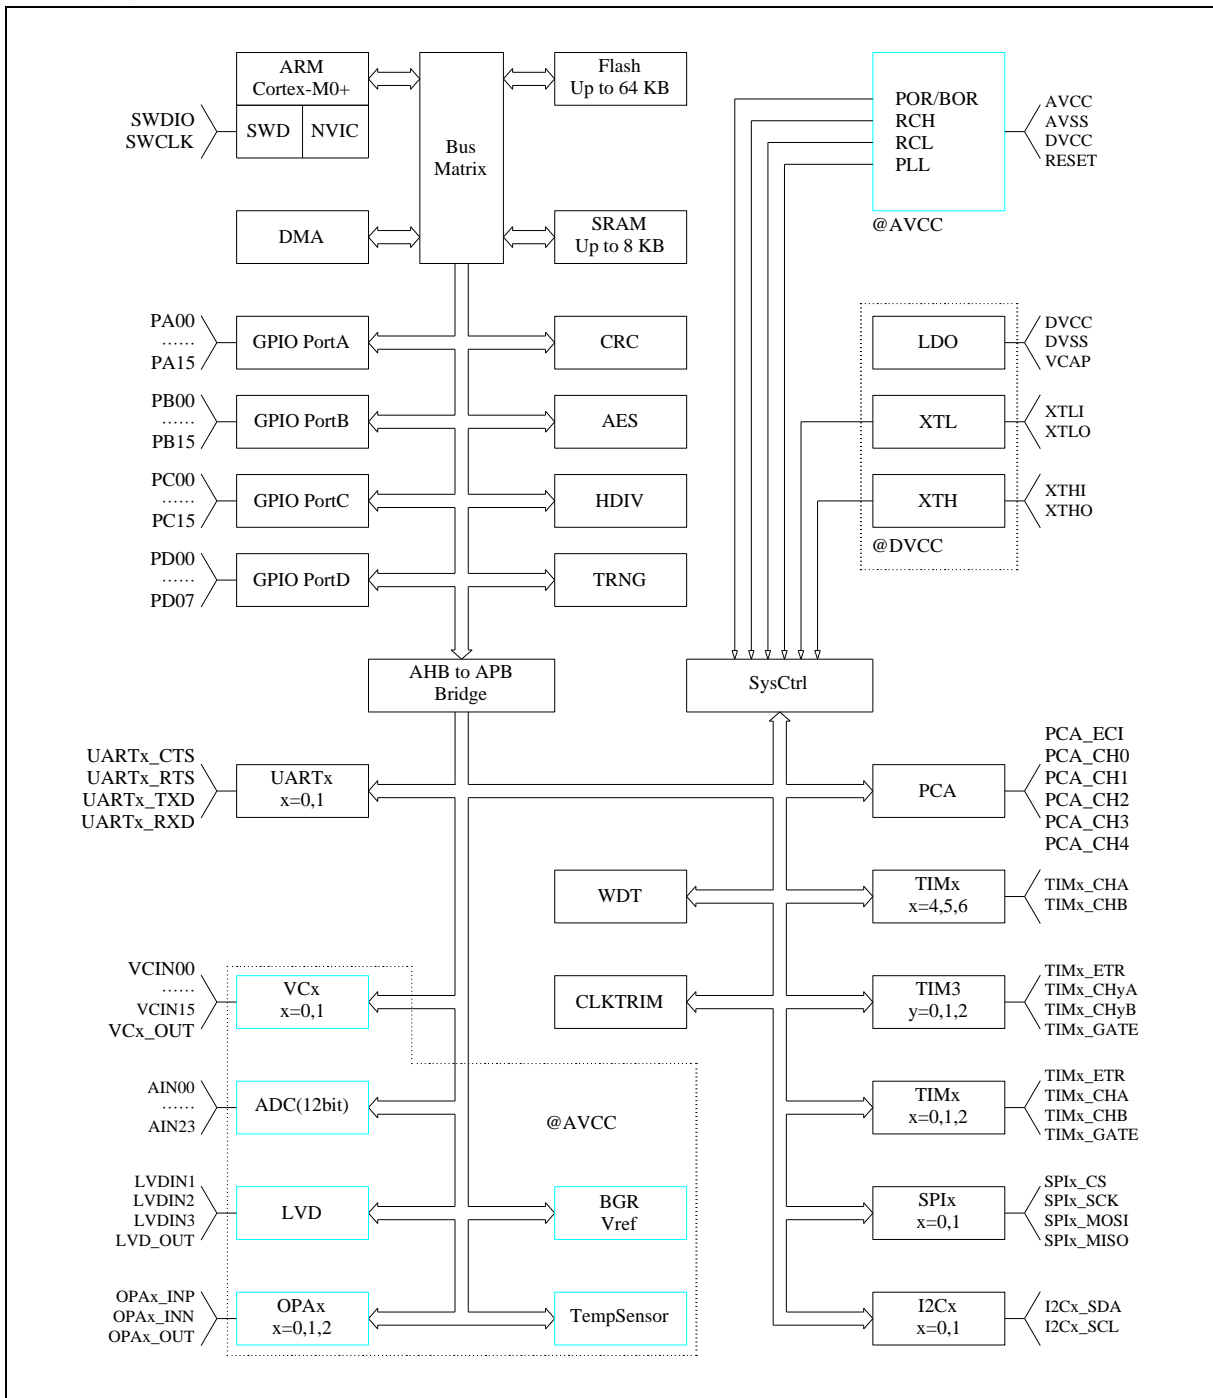 ARM
Cortex-M0+
SWD
NVIC
SWDIO
SWCLK
Bus
Matrix
Flash
Up to 64 KB
DMA
SRAM
Up to 8 KB
POR/BOR
RCH
RCL
PLL
@AVCC
AVCC
AVSS
DVCC
RESET
PA00
......
PA15
GPIO PortA
CRC
LDO
DVCC
DVSS
VCAP
PB00
......
PB15
GPIO PortB
AES
XTL
XTLI
XTLO
PC00
......
PC15
GPIO PortC
HDIV
XTH
@DVCC
XTHI
XTHO
PD00
......
PD07
GPIO PortD
TRNG
AHB to APB
Bridge
SysCtrl
UARTx_CTS
UARTx_RTS
UARTx_TXD
UARTx_RXD
UARTx
x=0,1
PCA
PCA_ECI
PCA_CH0
PCA_CH1
PCA_CH2
PCA_CH3
PCA_CH4
WDT
TIMx
x=4,5,6
TIMx_CHA
TIMx_CHB
VCIN00
......
VCIN15
VCx_OUT
VCx
x=0,1
CLKTRIM
TIM3
y=0,1,2
TIMx_ETR
TIMx_CHyA
TIMx_CHyB
TIMx_GATE
AIN00
......
AIN23
ADC(12bit)
@AVCC
TIMx
x=0,1,2
TIMx_ETR
TIMx_CHA
TIMx_CHB
TIMx_GATE
LVDIN1
LVDIN2
LVDIN3
LVD_OUT
LVD
BGR
Vref
SPIx
x=0,1
SPIx_CS
SPIx_SCK
SPIx_MOSI
SPIx_MISO
OPAx_INP
OPAx_INN
OPAx_OUT
OPAx
x=0,1,2
TempSensor
I2Cx
x=0,1
I2Cx_SDA
I2Cx_SCL